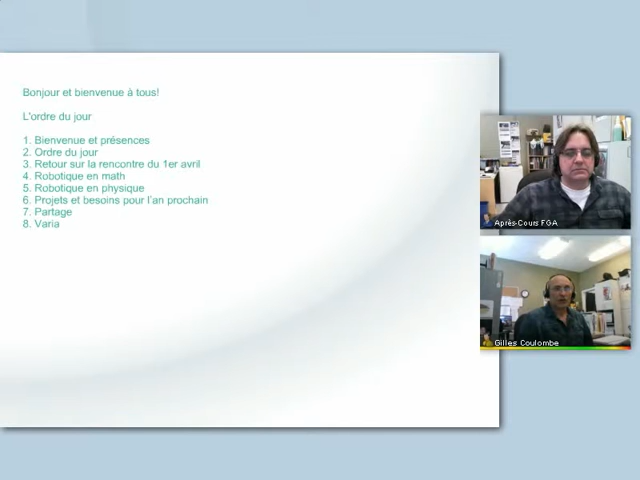 Bonjour et bienvenue à tous!
L'ordre du jour
1. Bienvenue et présences
2. Ordre du jour
3. Retour sur la rencontre du 1er avril
4. Robotique en math
5. Robotique en physique
6. Projets et besoins pour l'an prochain
7. Partage
8. Varia
Après-Cours FGA
Gilles Coulombe